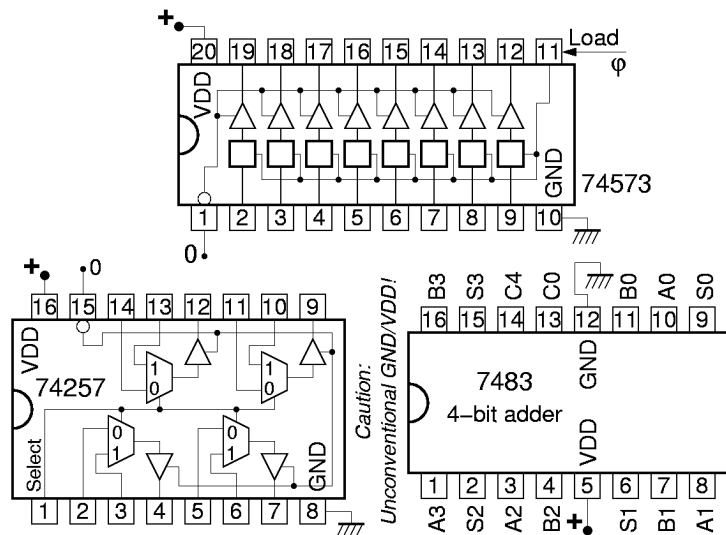 +
20 19 18 17 16 15 14 13 12 11 Load
φ
VDD
GND
74573
1 2 3 4 5 6 7 8 9 10
0
+ 0
16 15 14 13 12 11 10 9
VDD
1 1
0 0
74257
0 0
1 1
Select
GND
1 2 3 4 5 6 7 8
Caution:
Unconventional GND/VDD!
B3 S3 C4 C0 B0 A0 S0
16 15 14 13 12 11 10 9
GND
7483
4-bit adder
VDD
1 2 3 4 5 6 7 8
A3 S2 A2 B2 + S1 B1 A1